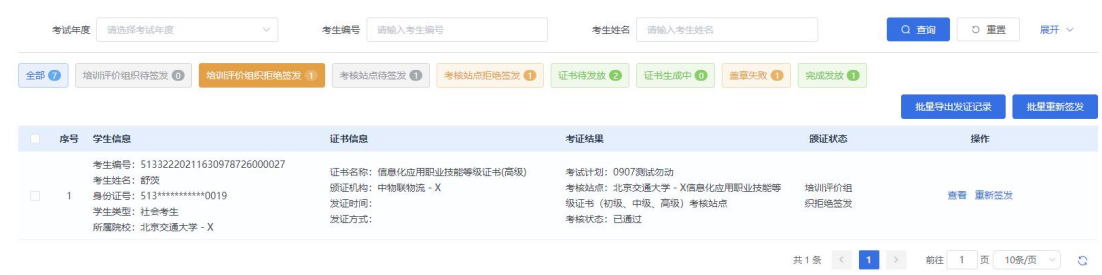 考试年度 请选择考试年度 考生编号 请输入考生编号 考生姓名 请输入考生姓名 查询 重置 展开
全部 7 培训评价组织待签发 0 培训评价组织拒绝签发 1 考核站点待签发 1 考核站点拒绝签发 1 证书待发放 2 证书生成中 0 盖章失败 1 完成发放 1
批量导出发证记录 批量重新签发
序号 学生信息 证书信息 考证结果 颁证状态 操作
1
考生编号：51332220211630978726000027
考生姓名：舒茨
身份证号：513***********0019
学生类型：社会考生
所属院校：北京交通大学 - X
证书名称：信息化应用职业技能等级证书(高级)
颁证机构：中物联物流 - X
发证时间：
发证方式：
考试计划：0907测试勿动
考核站点：北京交通大学 - X信息化应用职业技能等
级证书（初级、中级、高级）考核站点
考核状态：已通过
培训评价组
织拒绝签发
查看 重新签发
共 1 条 < 1 > 前往 1 页 10条/页